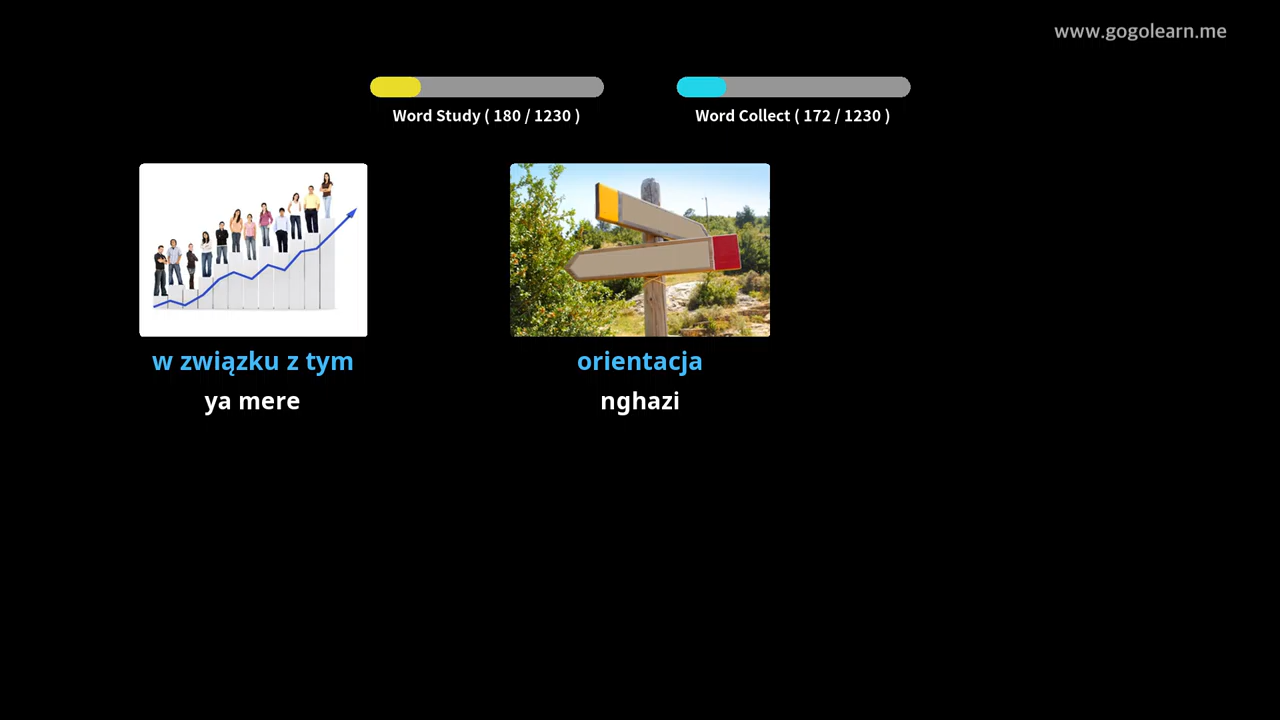 www.gogolearn.me
Word Study ( 180 / 1230 )
Word Collect ( 172 / 1230 )
w związku z tym
ya mere
orientacja
nghazi